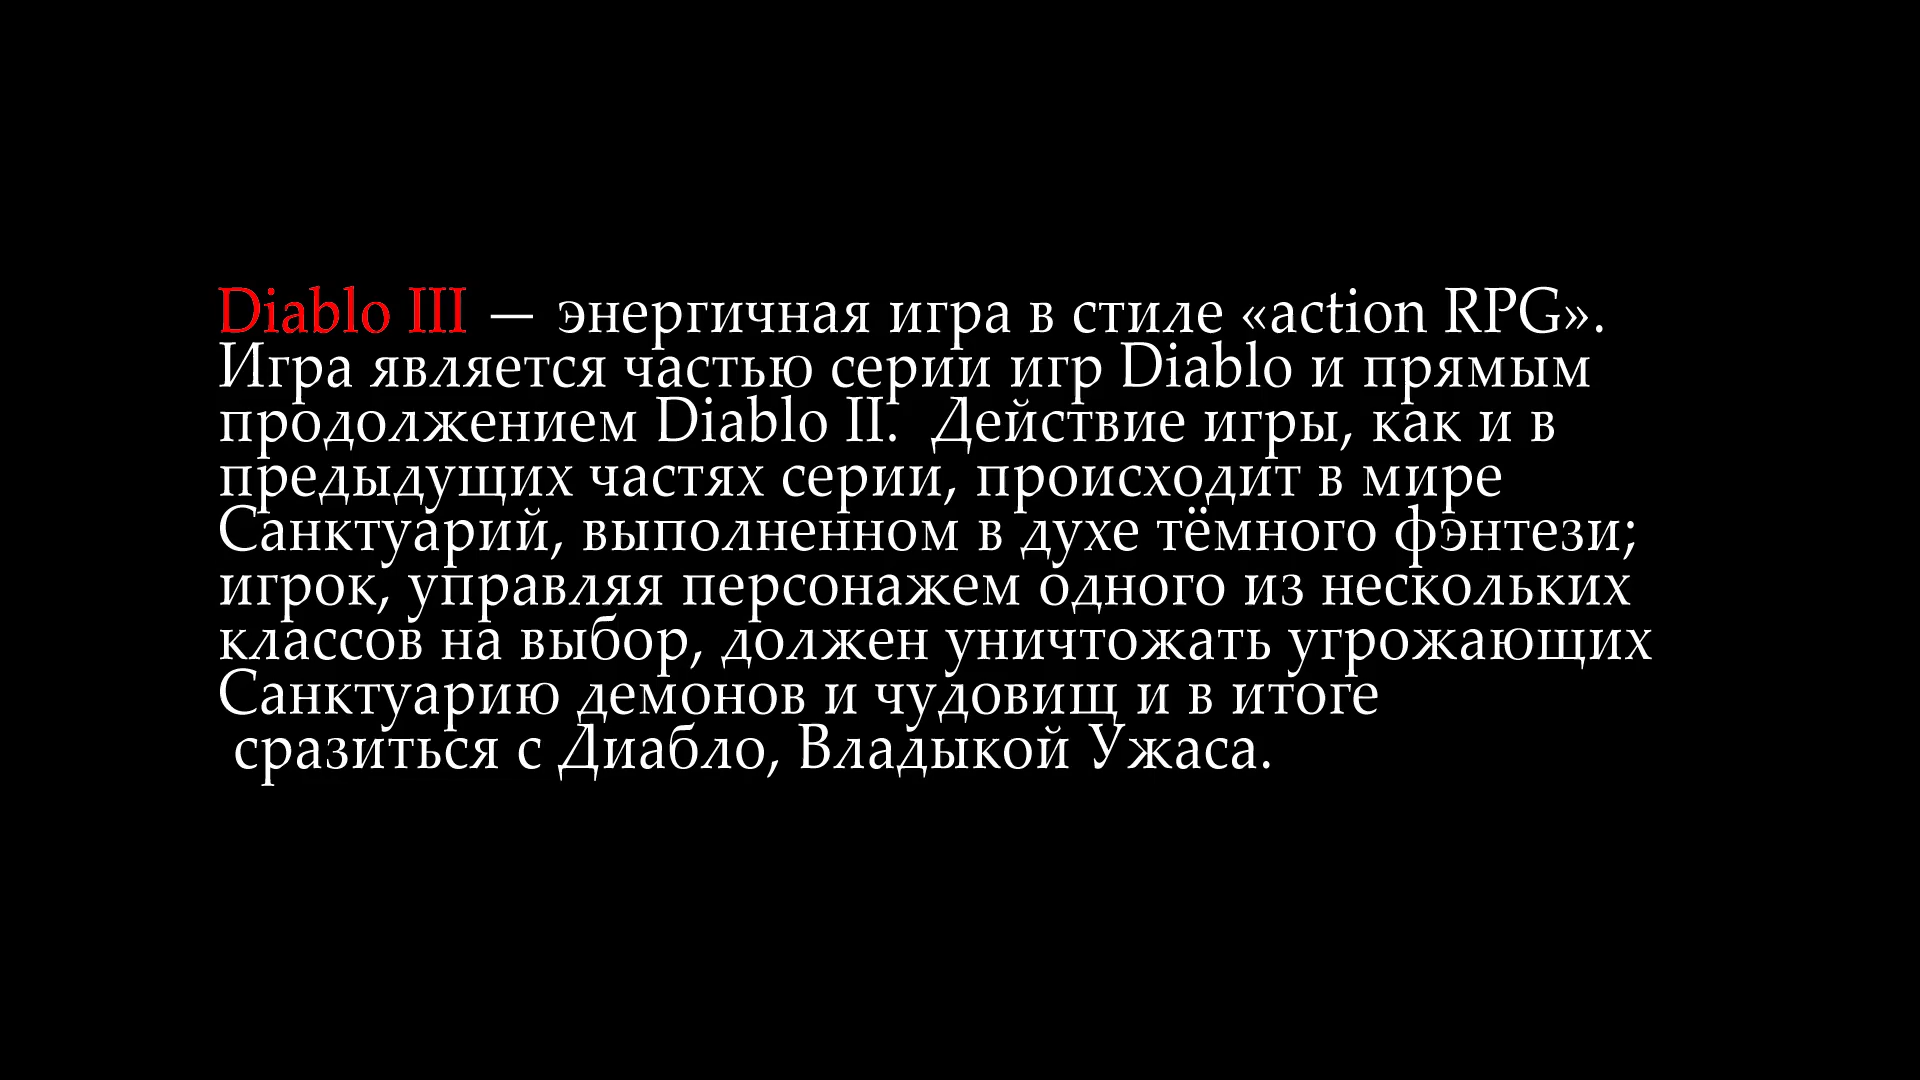 Diablo III — энергичная игра в стиле «action RPG».
Игра является частью серии игр Diablo и прямым
продолжением Diablo II.  Действие игры, как и в
предыдущих частях серии, происходит в мире
Санктуарий, выполненном в духе тёмного фэнтези;
игрок, управляя персонажем одного из нескольких
классов на выбор, должен уничтожать угрожающих
Санктуарию демонов и чудовищ и в итоге
сразиться с Диабло, Владыкой Ужаса.